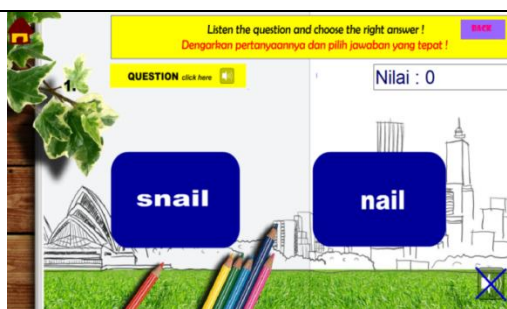 Listen the question and choose the right answer !
BACK
Dengarkan pertanyaannya dan pilih jawaban yang tepat !
1.
QUESTION click here
Nilai : 0
snail
nail